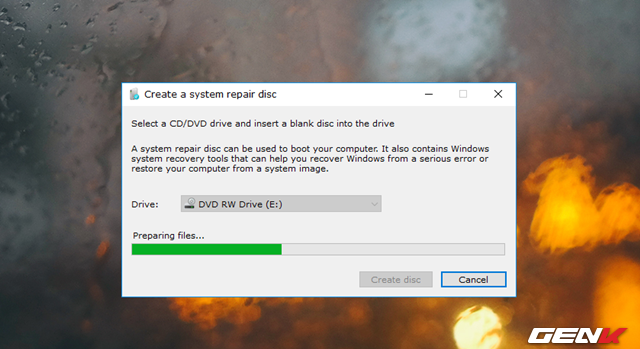 Create a system repair disc
Select a CD/DVD drive and insert a blank disc into the drive
A system repair disc can be used to boot your computer. It also contains Windows
system recovery tools that can help you recover Windows from a serious error or
restore your computer from a system image.
Drive: DVD RW Drive (E:)
Preparing files...
Create disc Cancel
GENK